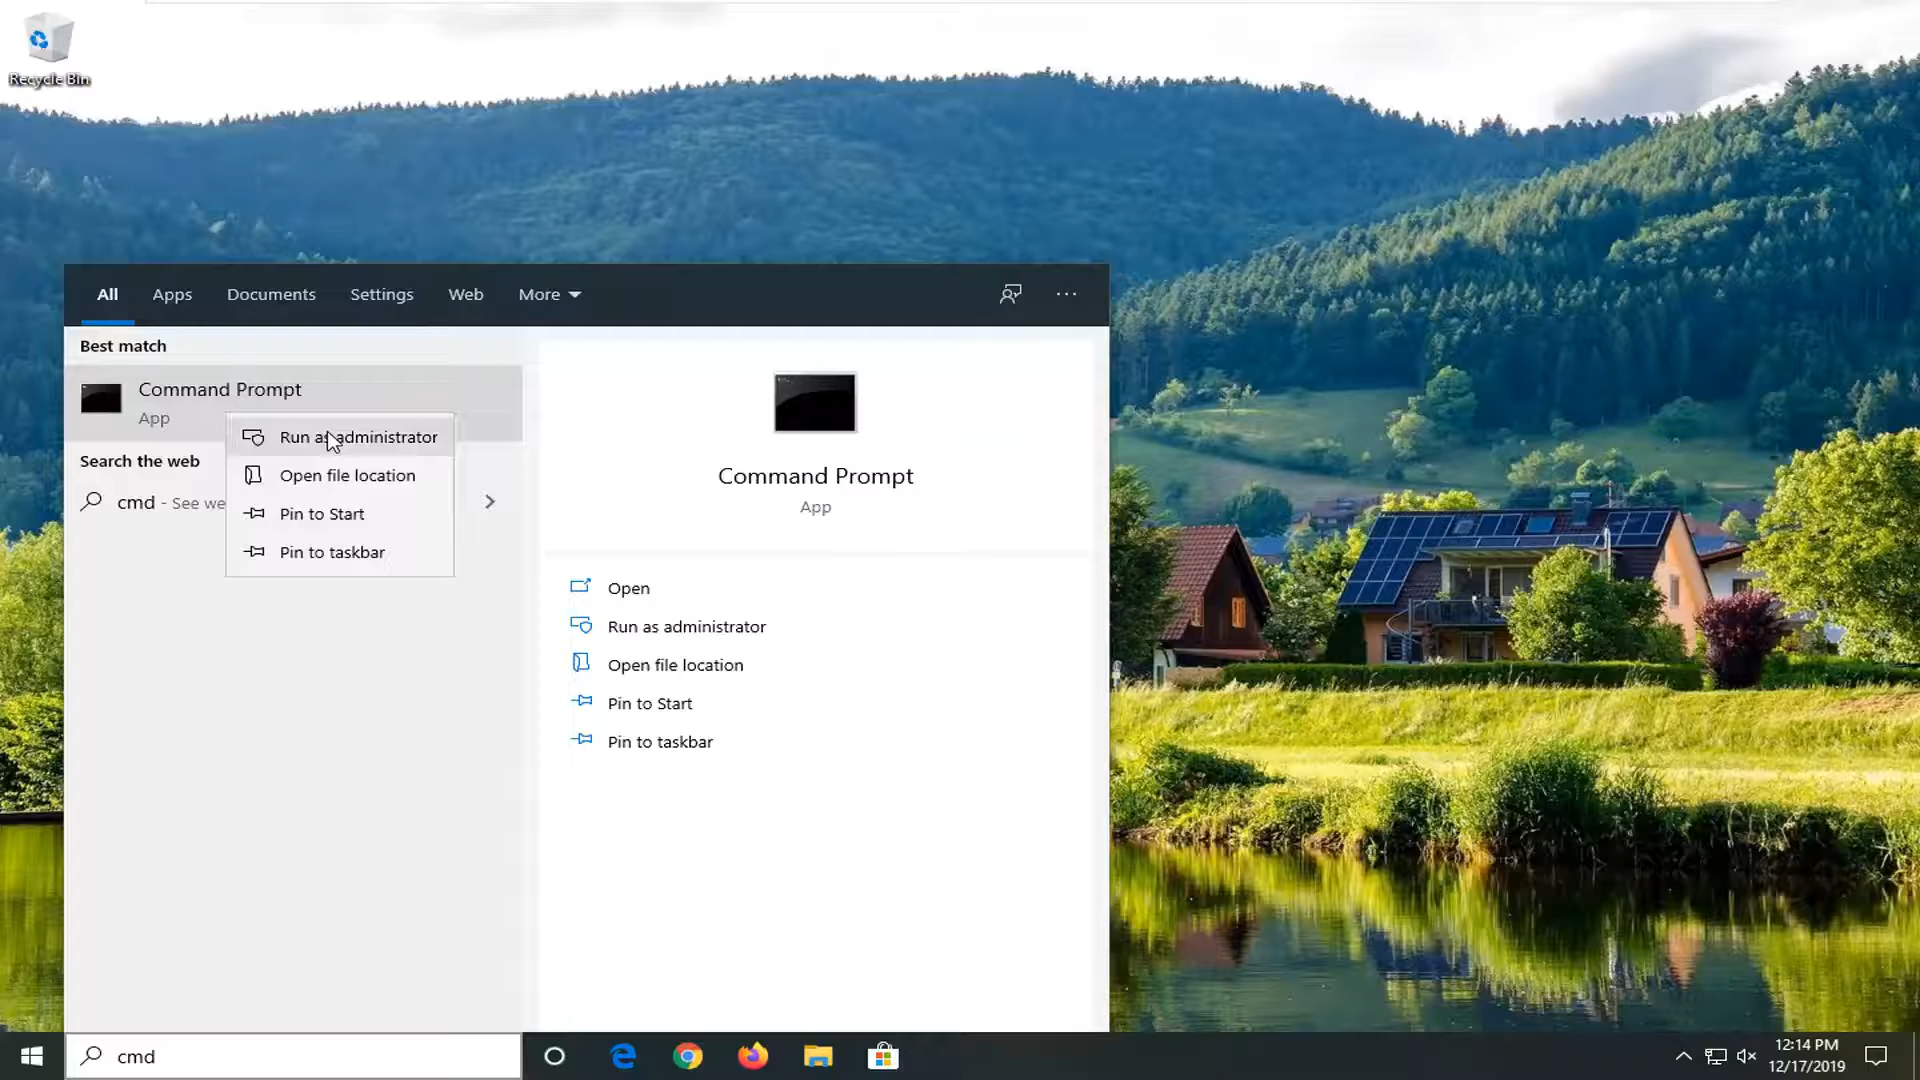 Recycle Bin
All Apps Documents Settings Web More
Best match
Command Prompt
App
Run as administrator
Search the web
Open file location
cmd - See we
Pin to Start
Pin to taskbar
Command Prompt
App
Open
Run as administrator
Open file location
Pin to Start
Pin to taskbar
cmd
12:14 PM
12/17/2019